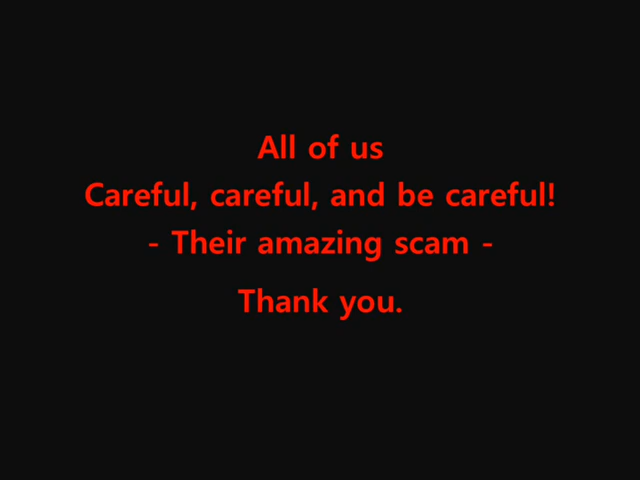 All of us
Careful, careful, and be careful!
- Their amazing scam -
Thank you.